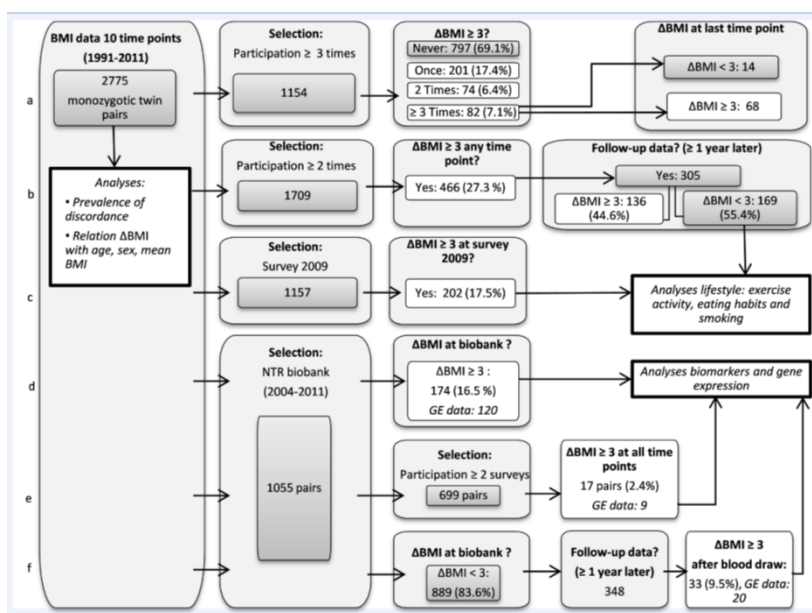 BMI data 10 time points
(1991-2011)
2775
monozygotic twin
pairs
Analyses:
• Prevalence of
discordance
• Relation ΔBMI
with age, sex, mean
BMI
a
Selection:
Participation ≥ 3 times
1154
ΔBMI ≥ 3?
Never: 797 (69.1%)
Once: 201 (17.4%)
2 Times: 74 (6.4%)
≥ 3 Times: 82 (7.1%)
ΔBMI at last time point
ΔBMI < 3: 14
ΔBMI ≥ 3: 68
b
Selection:
Participation ≥ 2 times
1709
ΔBMI ≥ 3 any time
point?
Yes: 466 (27.3 %)
Follow-up data? (≥ 1 year later)
Yes: 305
ΔBMI ≥ 3: 136
(44.6%)
ΔBMI < 3: 169
(55.4%)
c
Selection:
Survey 2009
1157
ΔBMI ≥ 3 at survey
2009?
Yes: 202 (17.5%)
Analyses lifestyle: exercise
activity, eating habits and
smoking
d
Selection:
NTR biobank
(2004-2011)
1055 pairs
ΔBMI at biobank ?
ΔBMI ≥ 3 :
174 (16.5 %)
GE data: 120
Analyses biomarkers and gene
expression
e
Selection:
Participation ≥ 2 surveys
699 pairs
ΔBMI ≥ 3 at all time
points
17 pairs (2.4%)
GE data: 9
f
ΔBMI at biobank ?
ΔBMI < 3:
889 (83.6%)
Follow-up data?
(≥ 1 year later)
348
ΔBMI ≥ 3
after blood draw:
33 (9.5%), GE data:
20